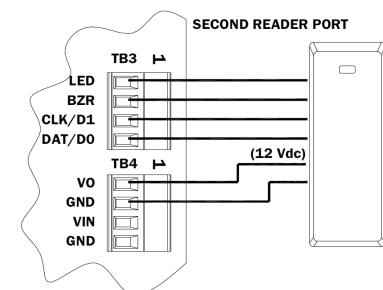 SECOND READER PORT
TB3 1
LED
BZR
CLK/D1
DAT/D0
TB4 1
(12 Vdc)
VO
GND
VIN
GND